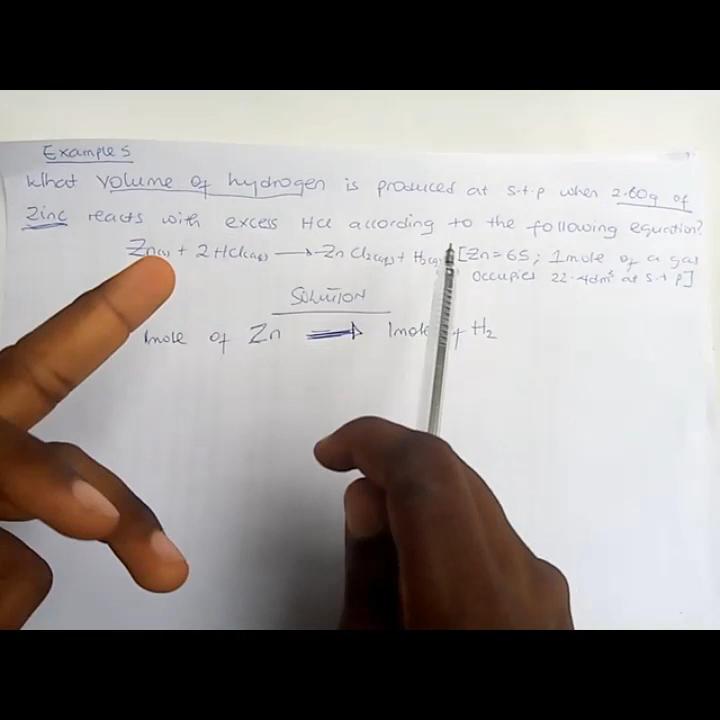 Example 5
What volume of hydrogen is produced at s.t.p when 2.60g of
Zinc reacts with excess HCl according to the following equation?
Zn(s) + 2HCl(aq) → ZnCl2(aq) + H2(g) [Zn=65; 1mole of a gas
occupies 22.4dm³ at s.t.p]
SOLUTION
1mole of Zn ⟹ 1mole of H2